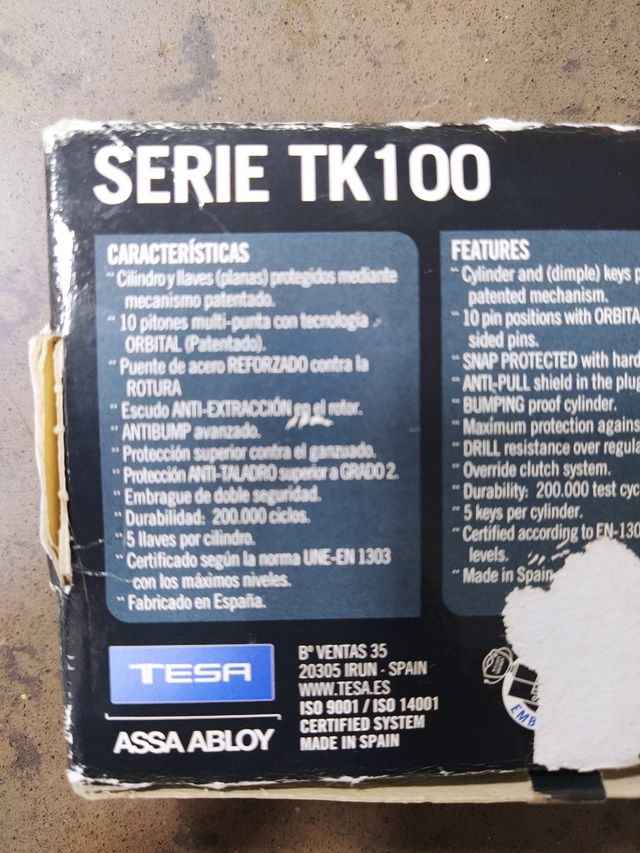 SERIE TK100
CARACTERÍSTICAS
~ Cilindro y llaves (planas) protegidos mediante
mecanismo patentado.
~ 10 pitones multi-punta con tecnología
ORBITAL (Patentado).
~ Puente de acero REFORZADO contra la
ROTURA
~ Escudo ANTI-EXTRACCIÓN en el rotor.
~ ANTIBUMP avanzado.
~ Protección superior contra el ganzuado.
~ Protección ANTI-TALADRO superior a GRADO 2.
~ Embrague de doble seguridad.
~ Durabilidad: 200.000 ciclos.
~ 5 llaves por cilindro.
~ Certificado según la norma UNE-EN 1303
con los máximos niveles.
~ Fabricado en España.
FEATURES
~ Cylinder and (dimple) keys p
patented mechanism.
~ 10 pin positions with ORBITA
sided pins.
~ SNAP PROTECTED with hard
~ ANTI-PULL shield in the plu
~ BUMPING proof cylinder.
~ Maximum protection agains
~ DRILL resistance over regula
~ Override clutch system.
~ Durability: 200.000 test cyc
~ 5 keys per cylinder.
~ Certified according to EN-130
levels.
~ Made in Spain
TESA
ASSA ABLOY
Bº VENTAS 35
20305 IRUN - SPAIN
WWW.TESA.ES
ISO 9001 / ISO 14001
CERTIFIED SYSTEM
MADE IN SPAIN
EMB